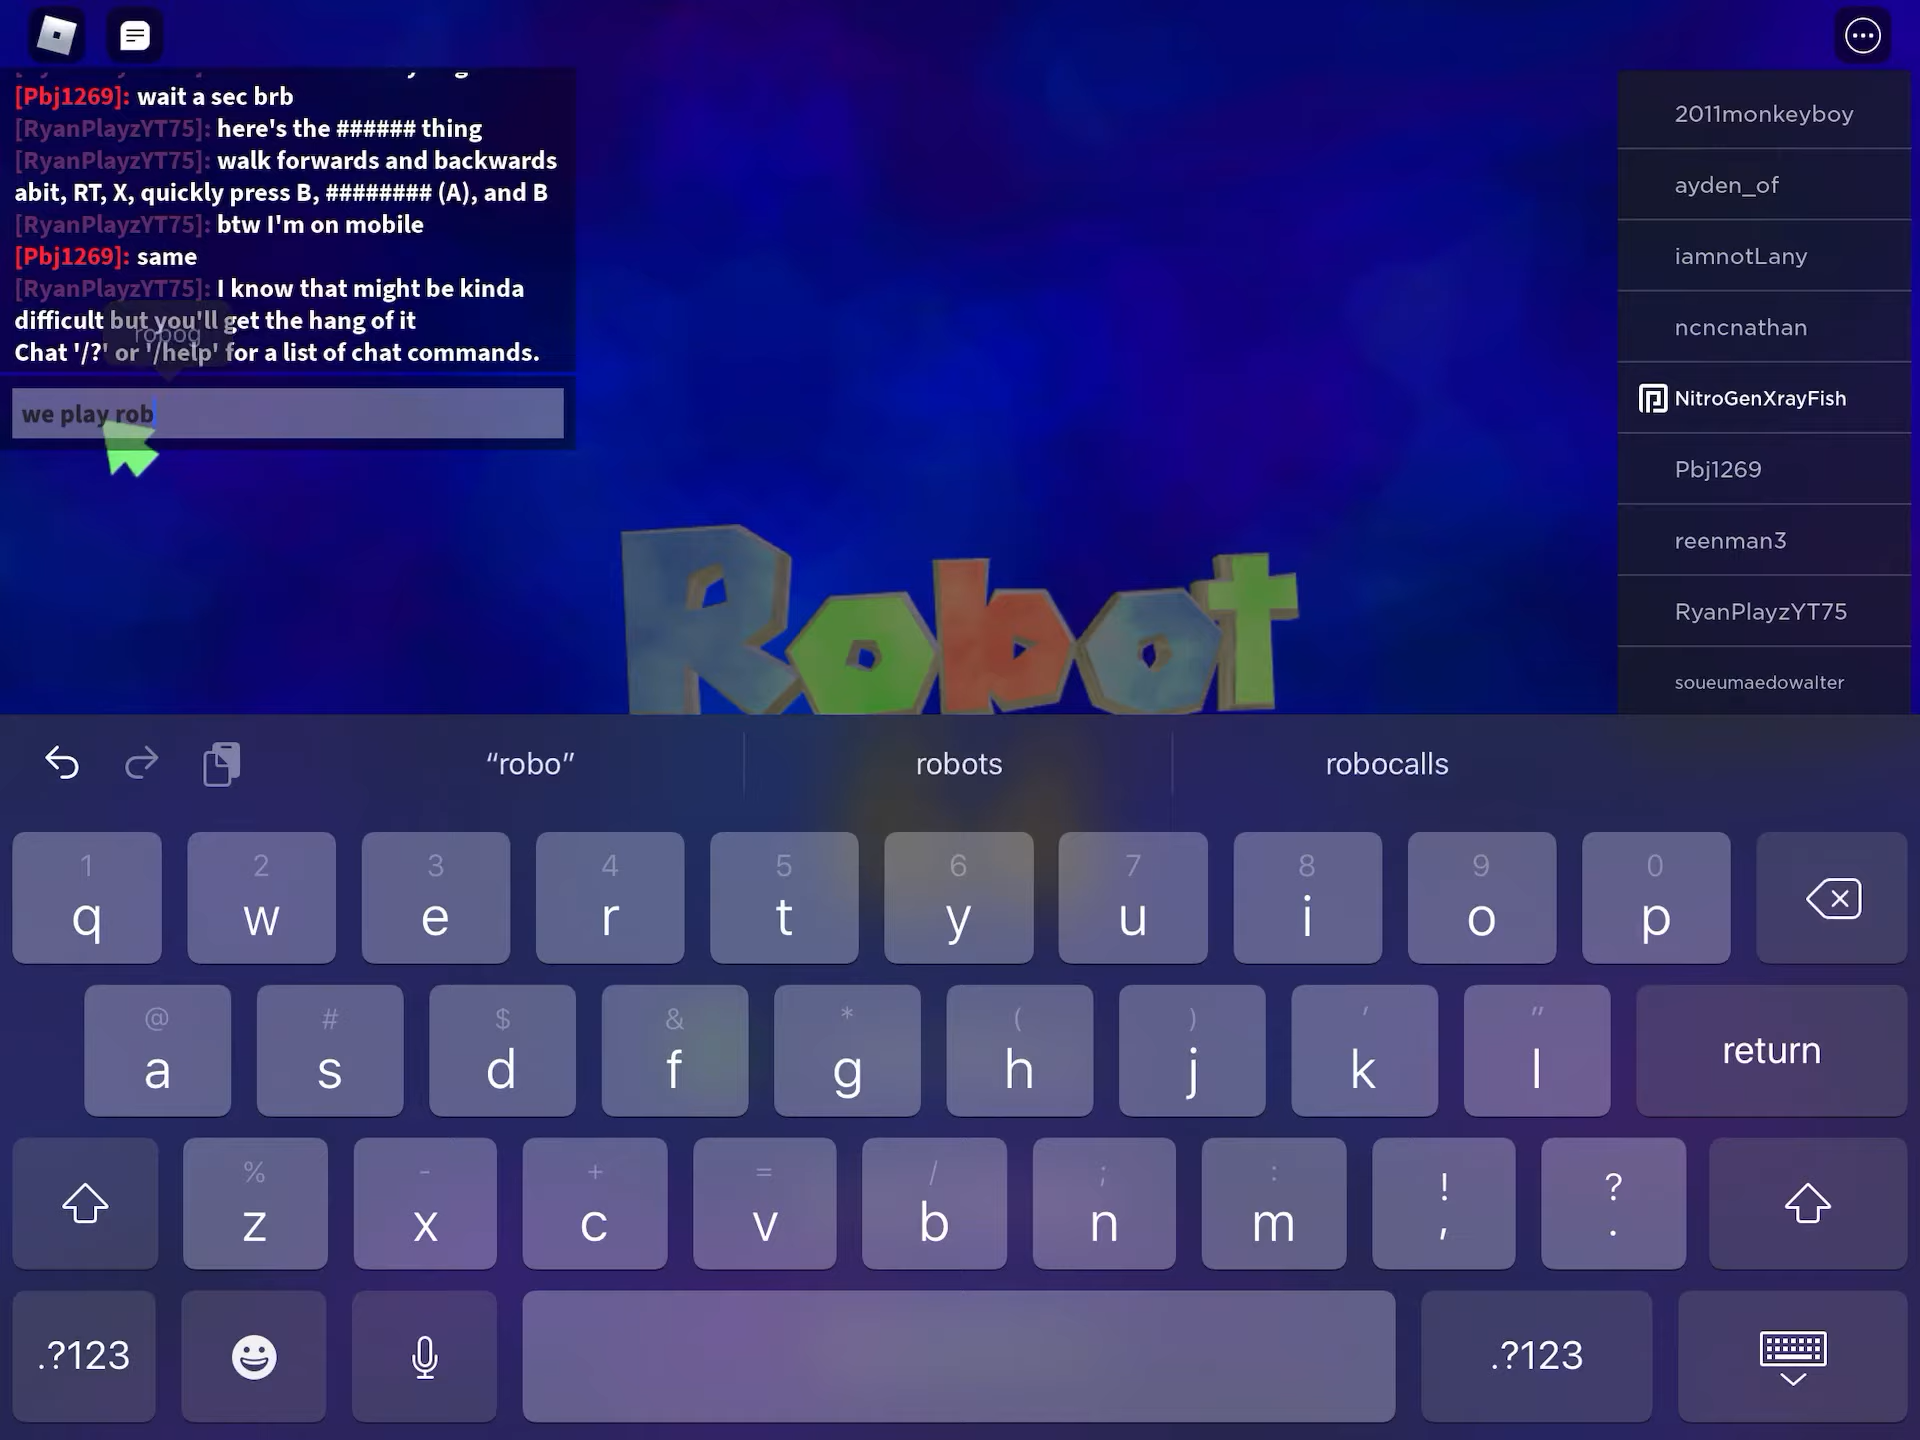 [Pbj1269]: wait a sec brb
[RyanPlayzYT75]: here's the ###### thing
[RyanPlayzYT75]: walk forwards and backwards
abit, RT, X, quickly press B, ######## (A), and B
[RyanPlayzYT75]: btw I'm on mobile
[Pbj1269]: same
[RyanPlayzYT75]: I know that might be kinda
difficult but you'll get the hang of it
robog
Chat '/?' or '/help' for a list of chat commands.
we play rob
2011monkeyboy
ayden_of
iamnotLany
ncncnathan
NitroGenXrayFish
Pbj1269
reenman3
RyanPlayzYT75
soueumaedowalter
Robot
“robo” robots robocalls
1 2 3 4 5 6 7 8 9 0
q w e r t y u i o p
@ # $ & * ( ) ' "
a s d f g h j k l return
% - + = / ; : ! ?
z x c v b n m , .
.?123 .?123